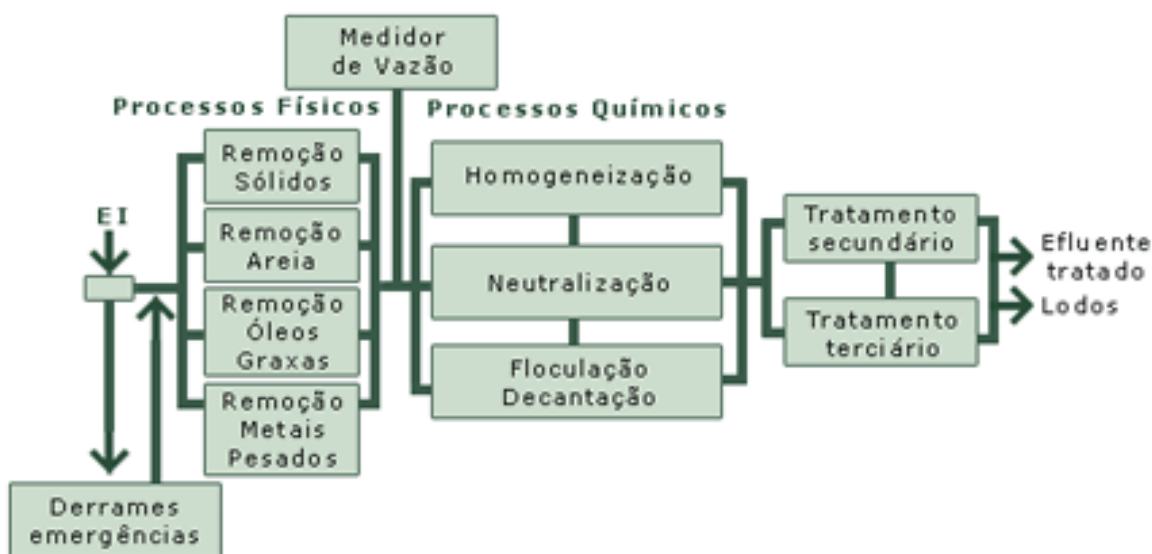 Medidor
de Vazão
Processos Físicos
Processos Químicos
EI
Remoção
Sólidos
Remoção
Areia
Remoção
Óleos
Graxas
Remoção
Metais
Pesados
Derrames
emergências
Homogeneização
Neutralização
Floculação
Decantação
Tratamento
secundário
Tratamento
terciário
Efluente
tratado
Lodos